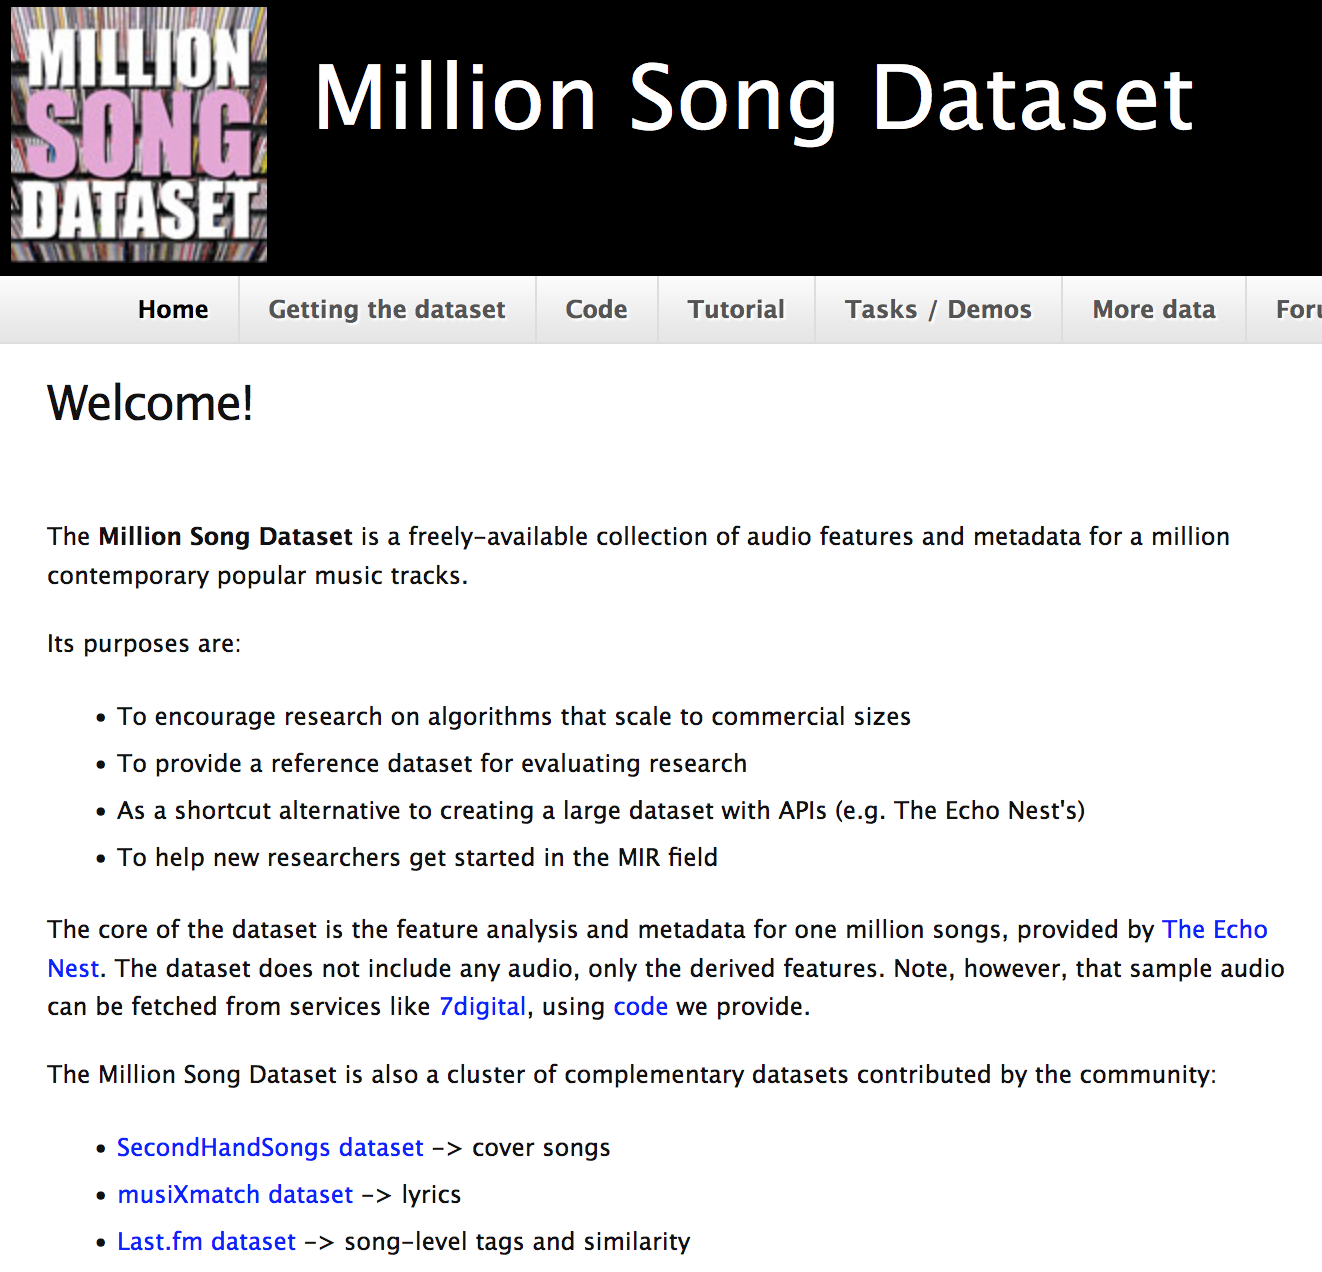 MILLION
SONG
DATASET
Million Song Dataset
Home Getting the dataset Code Tutorial Tasks / Demos More data
Welcome!
The Million Song Dataset is a freely-available collection of audio features and metadata for a million
contemporary popular music tracks.
Its purposes are:
• To encourage research on algorithms that scale to commercial sizes
• To provide a reference dataset for evaluating research
• As a shortcut alternative to creating a large dataset with APIs (e.g. The Echo Nest's)
• To help new researchers get started in the MIR field
The core of the dataset is the feature analysis and metadata for one million songs, provided by The Echo
Nest. The dataset does not include any audio, only the derived features. Note, however, that sample audio
can be fetched from services like 7digital, using code we provide.
The Million Song Dataset is also a cluster of complementary datasets contributed by the community:
• SecondHandSongs dataset -> cover songs
• musiXmatch dataset -> lyrics
• Last.fm dataset -> song-level tags and similarity